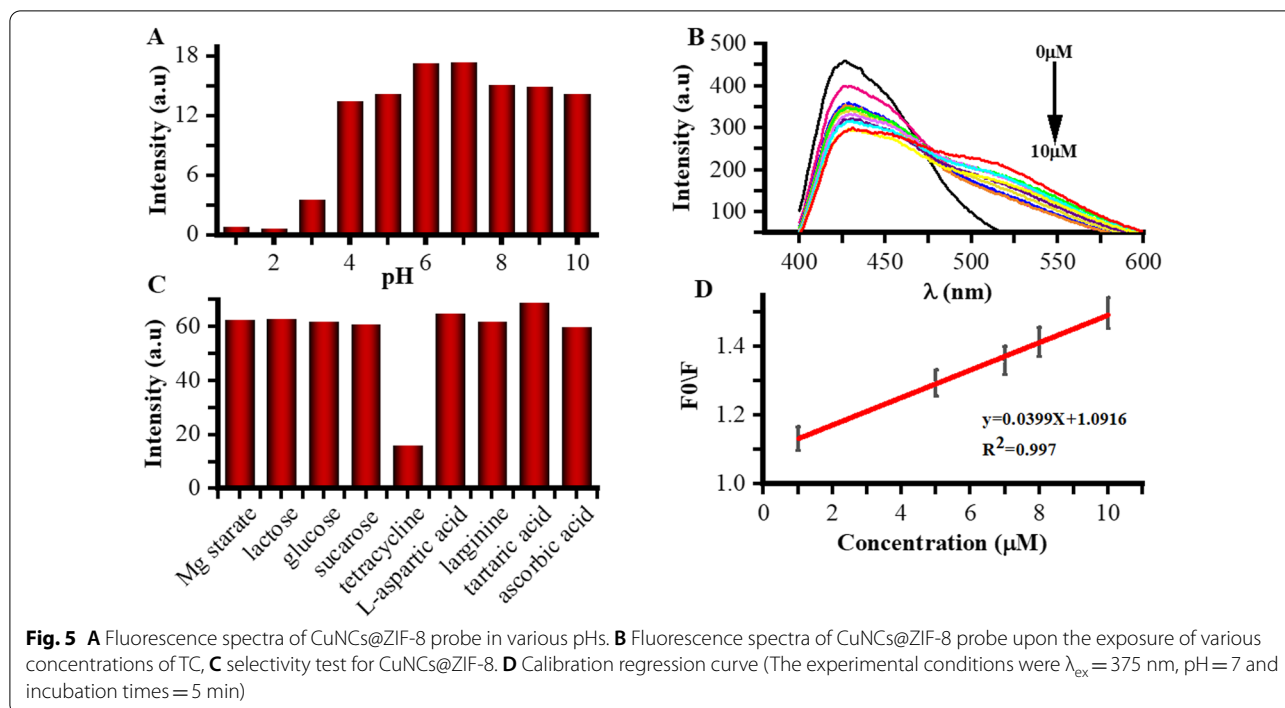 A
18
12
6
0
Intensity (a.u)
2
4
6
8
10
pH
B
500
400
300
200
100
Intensity (a.u)
0μM
10μM
400
450
500
550
600
λ (nm)
C
60
40
20
0
Intensity (a.u)
Mg starate
lactose
glucose
sucarose
tetracycline
L-aspartic acid
larginine
tartaric acid
ascorbic acid
D
1.4
1.2
1.0
F0\F
y=0.0399X+1.0916
R²=0.997
0
2
4
6
8
10
Concentration (μM)
Fig. 5 A Fluorescence spectra of CuNCs@ZIF-8 probe in various pHs. B Fluorescence spectra of CuNCs@ZIF-8 probe upon the exposure of various
concentrations of TC, C selectivity test for CuNCs@ZIF-8. D Calibration regression curve (The experimental conditions were λex = 375 nm, pH = 7 and
incubation times = 5 min)